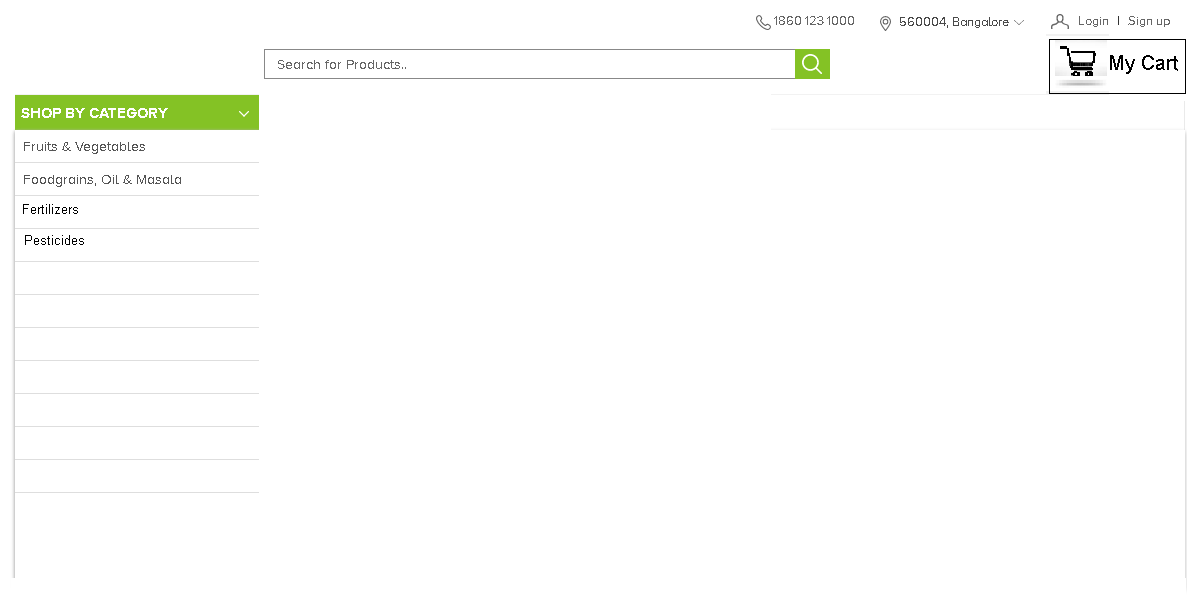 1860 123 1000 560004, Bangalore Login | Sign up
Search for Products..
My Cart
SHOP BY CATEGORY
Fruits & Vegetables
Foodgrains, Oil & Masala
Fertilizers
Pesticides